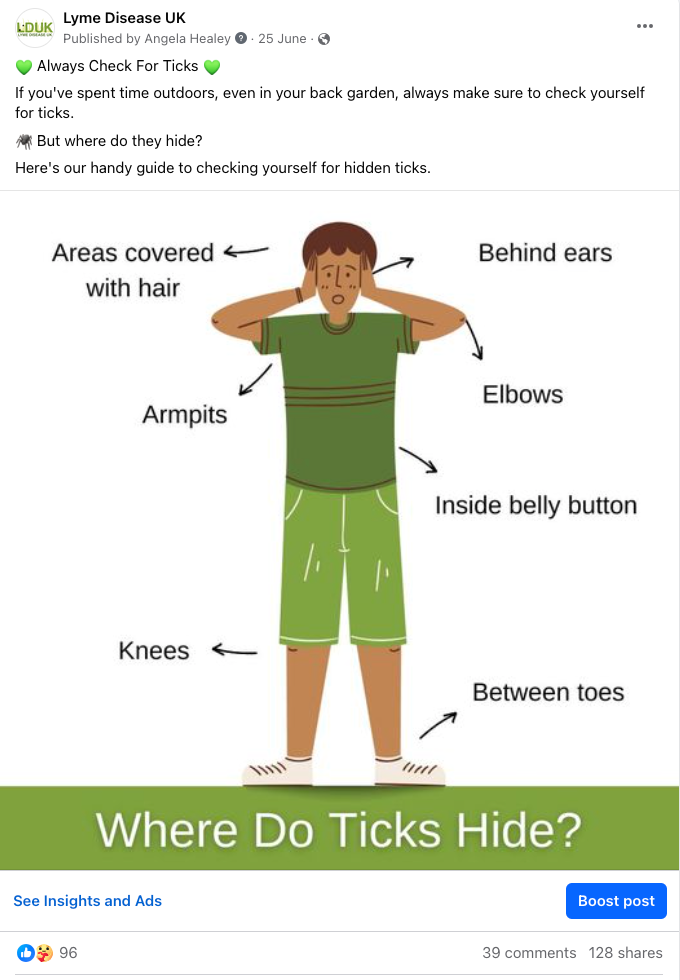 LDUK
LYME DISEASE UK
Lyme Disease UK
Published by Angela Healey · 25 June ·
💚 Always Check For Ticks 💚
If you've spent time outdoors, even in your back garden, always make sure to check yourself
for ticks.
🕷 But where do they hide?
Here's our handy guide to checking yourself for hidden ticks.
Areas covered
with hair
Behind ears
Elbows
Armpits
Inside belly button
Knees
Between toes
Where Do Ticks Hide?
See Insights and Ads
Boost post
96
39 comments 128 shares